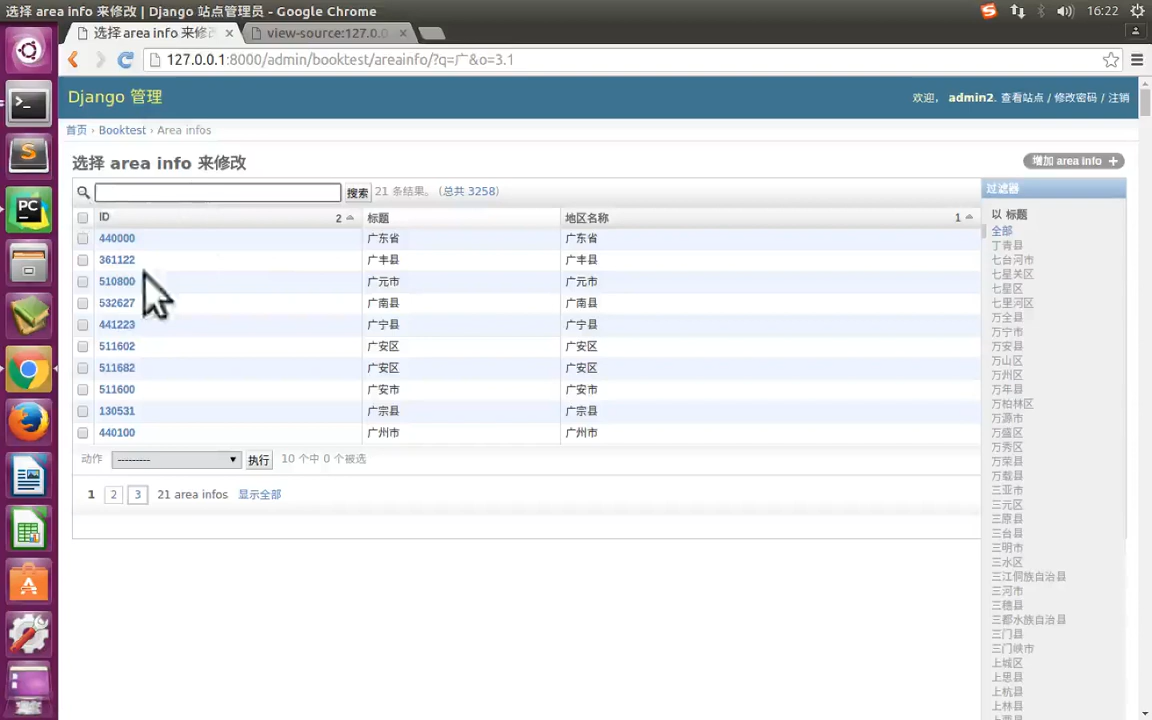 选择 area info 来修改 | Django 站点管理员 - Google Chrome
16:22
选择 area info 来修
view-source:127.0.0
127.0.0.1:8000/admin/booktest/areainfo/?q=广&o=3.1
Django 管理
欢迎， admin2. 查看站点 / 修改密码 / 注销
首页 › Booktest › Area infos
选择 area info 来修改
增加 area info +
搜索 21 条结果。 (总共 3258)
过滤器
ID 2 标题 地区名称 1
440000 广东省 广东省
361122 广丰县 广丰县
510800 广元市 广元市
532627 广南县 广南县
441223 广宁县 广宁县
511602 广安区 广安区
511682 广安区 广安区
511600 广安市 广安市
130531 广宗县 广宗县
440100 广州市 广州市
动作 --------- 执行 10 个中 0 个被选
1 2 3 21 area infos 显示全部
以 标题
全部
丁青县
七台河市
七星关区
七星区
七里河区
万全县
万宁市
万安县
万山区
万州区
万年县
万柏林区
万源市
万盛区
万秀区
万荣县
万载县
三亚市
三元区
三原县
三台县
三明市
三水区
三江侗族自治县
三河市
三穗县
三都水族自治县
三门县
三门峡市
上城区
上思县
上杭县
上林县